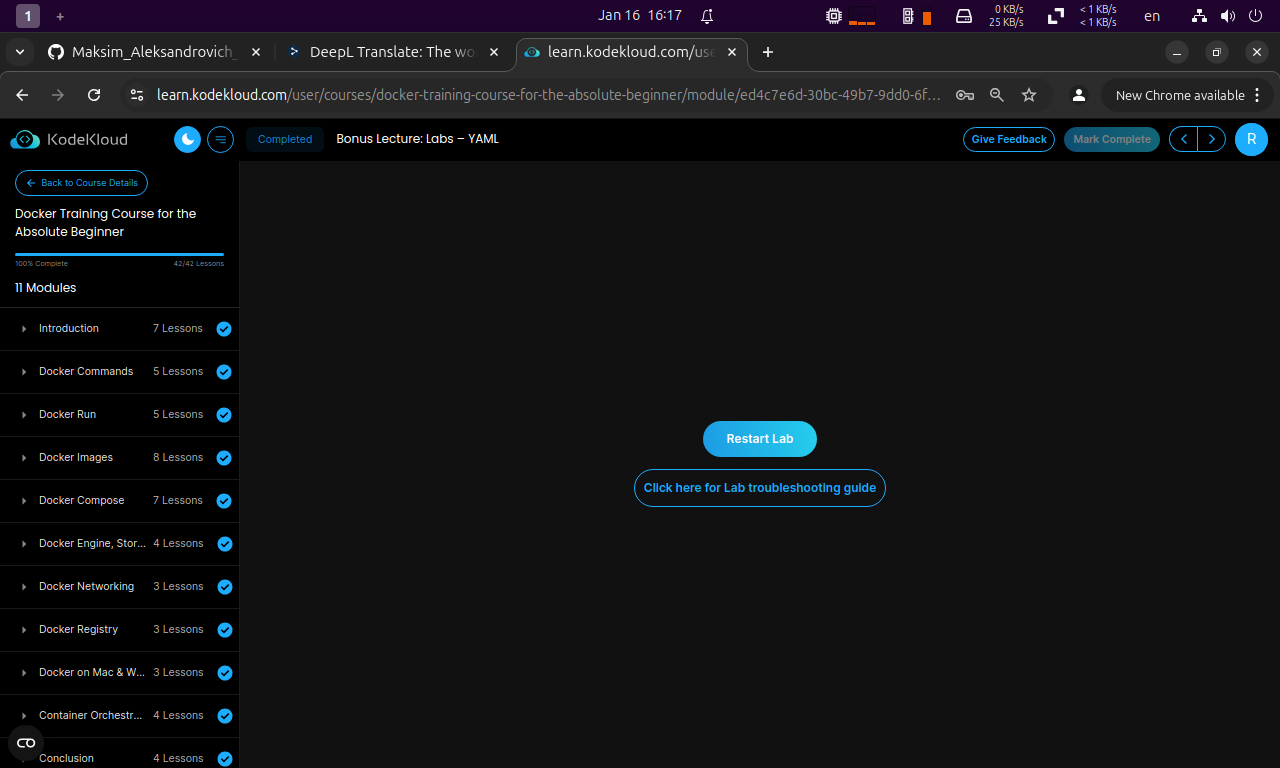 1 +
Jan 16 16:17
0 KB/s
25 KB/s
< 1 KB/s
< 1 KB/s
en
Maksim_Aleksandrovich_
DeepL Translate: The wo
learn.kodekloud.com/use
learn.kodekloud.com/user/courses/docker-training-course-for-the-absolute-beginner/module/ed4c7e6d-30bc-49b7-9dd0-6f...
New Chrome available
KodeKloud
Completed
Bonus Lecture: Labs – YAML
Give Feedback
Mark Complete
R
Back to Course Details
Docker Training Course for the
Absolute Beginner
100% Complete
42/42 Lessons
11 Modules
Introduction 7 Lessons
Docker Commands 5 Lessons
Docker Run 5 Lessons
Docker Images 8 Lessons
Docker Compose 7 Lessons
Docker Engine, Stor... 4 Lessons
Docker Networking 3 Lessons
Docker Registry 3 Lessons
Docker on Mac & W... 3 Lessons
Container Orchestr... 4 Lessons
Conclusion 4 Lessons
Restart Lab
Click here for Lab troubleshooting guide